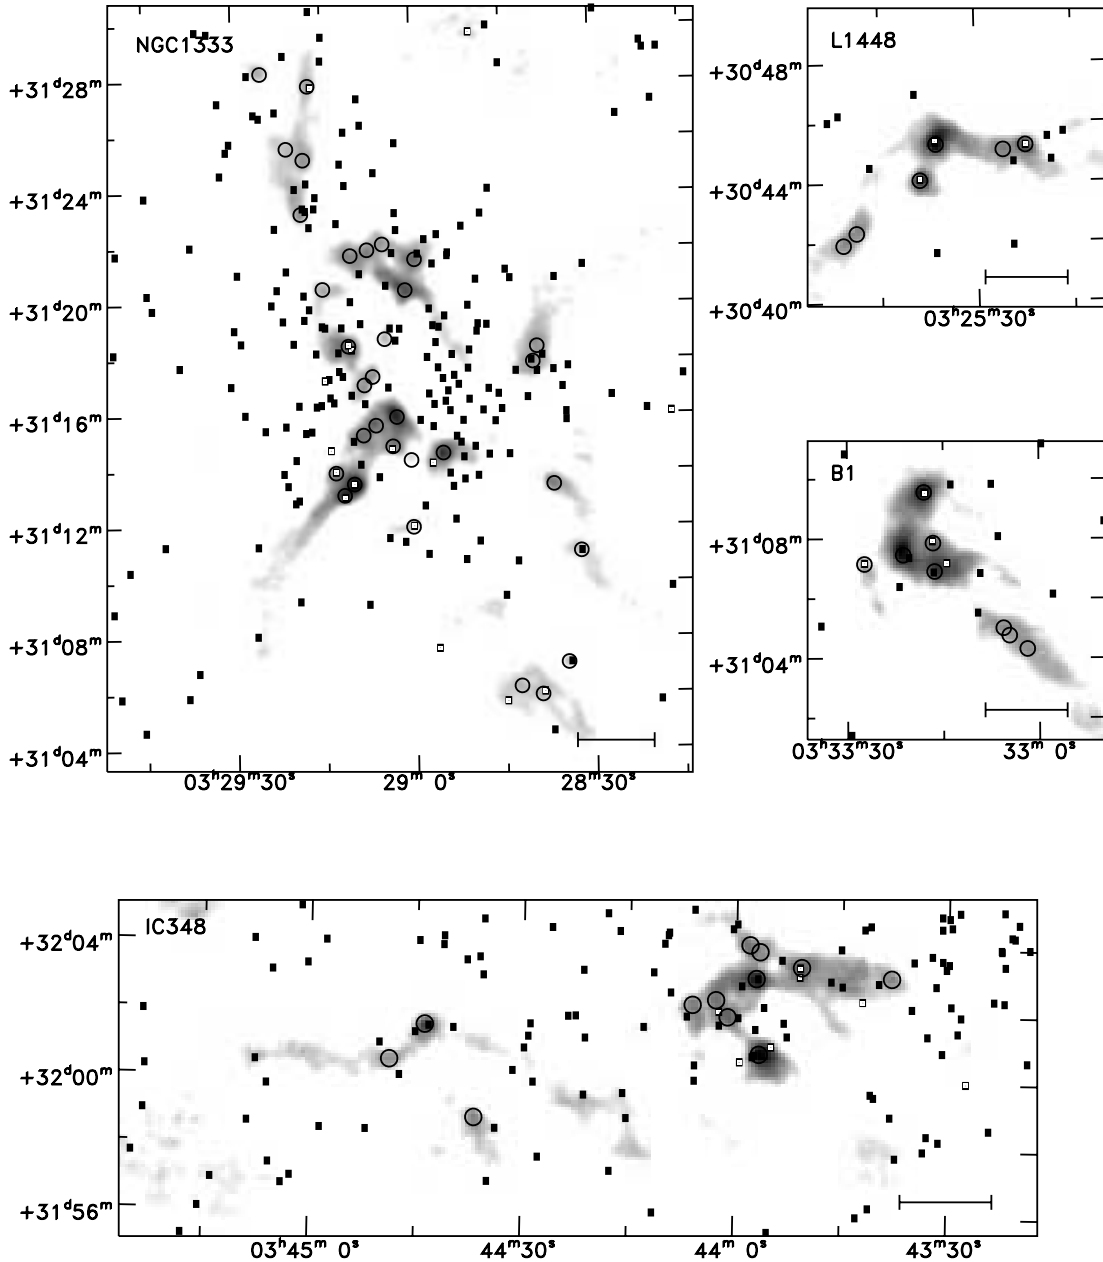 NGC1333
+31ᵈ28ᵐ
+31ᵈ24ᵐ
+31ᵈ20ᵐ
+31ᵈ16ᵐ
+31ᵈ12ᵐ
+31ᵈ08ᵐ
+31ᵈ04ᵐ
03ʰ29ᵐ30ˢ
29ᵐ 0ˢ
28ᵐ30ˢ
L1448
+30ᵈ48ᵐ
+30ᵈ44ᵐ
+30ᵈ40ᵐ
03ʰ25ᵐ30ˢ
B1
+31ᵈ08ᵐ
+31ᵈ04ᵐ
03ʰ33ᵐ30ˢ
33ᵐ 0ˢ
IC348
+32ᵈ04ᵐ
+32ᵈ00ᵐ
+31ᵈ56ᵐ
03ʰ45ᵐ 0ˢ
44ᵐ30ˢ
44ᵐ 0ˢ
43ᵐ30ˢ